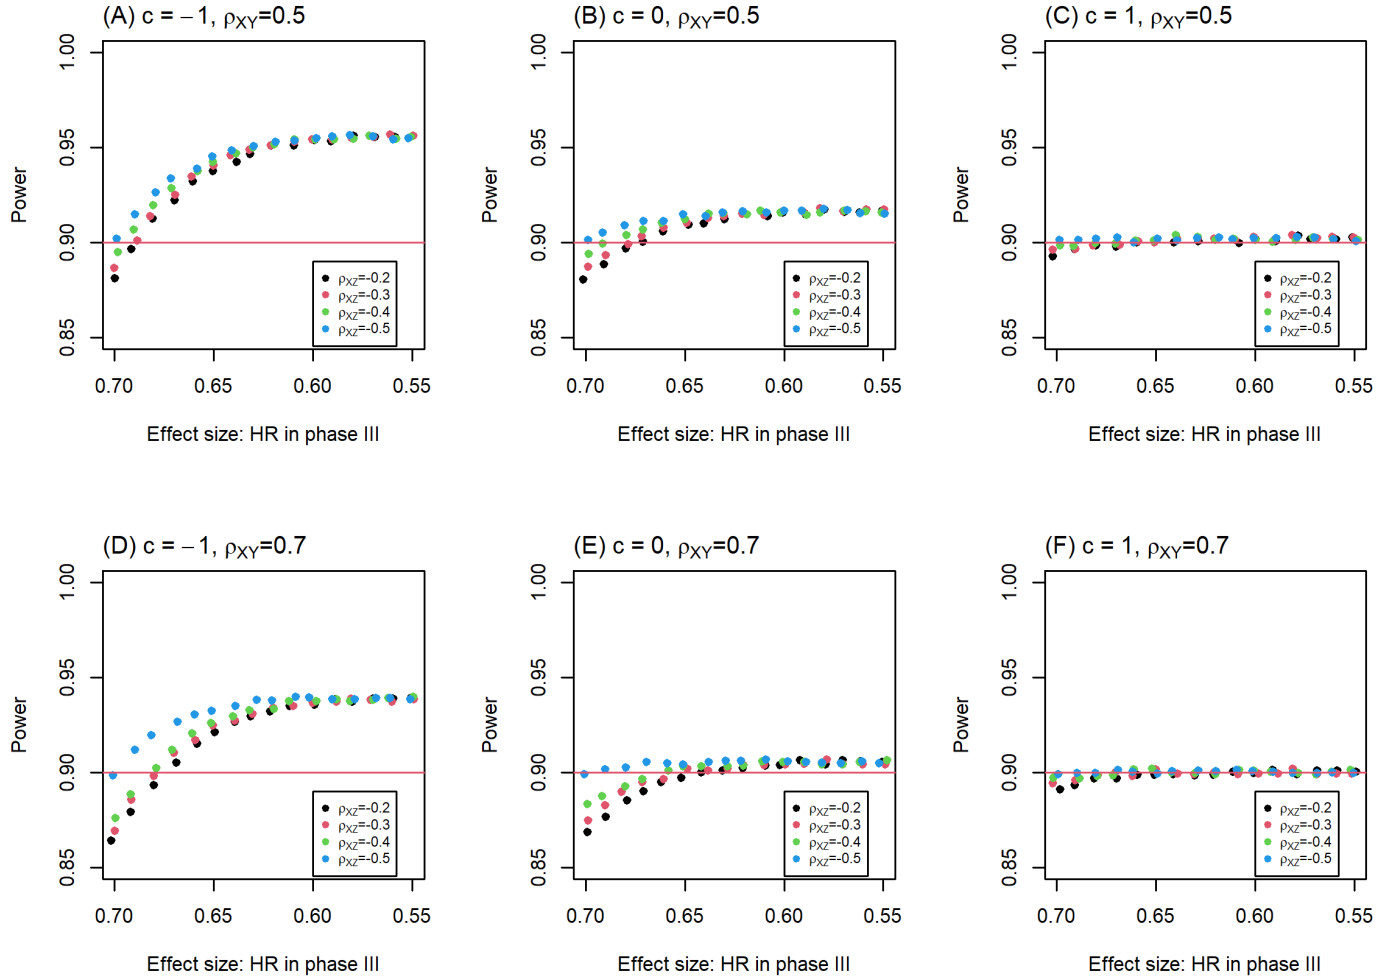 (A) c = − 1, ρXY=0.5
1.00
0.95
0.90
0.85
Power
ρXZ=-0.2
ρXZ=-0.3
ρXZ=-0.4
ρXZ=-0.5
0.70 0.65 0.60 0.55
Effect size: HR in phase III
(B) c = 0, ρXY=0.5
1.00
0.95
0.90
0.85
Power
ρXZ=-0.2
ρXZ=-0.3
ρXZ=-0.4
ρXZ=-0.5
0.70 0.65 0.60 0.55
Effect size: HR in phase III
(C) c = 1, ρXY=0.5
1.00
0.95
0.90
0.85
Power
ρXZ=-0.2
ρXZ=-0.3
ρXZ=-0.4
ρXZ=-0.5
0.70 0.65 0.60 0.55
Effect size: HR in phase III
(D) c = − 1, ρXY=0.7
1.00
0.95
0.90
0.85
Power
ρXZ=-0.2
ρXZ=-0.3
ρXZ=-0.4
ρXZ=-0.5
0.70 0.65 0.60 0.55
Effect size: HR in phase III
(E) c = 0, ρXY=0.7
1.00
0.95
0.90
0.85
Power
ρXZ=-0.2
ρXZ=-0.3
ρXZ=-0.4
ρXZ=-0.5
0.70 0.65 0.60 0.55
Effect size: HR in phase III
(F) c = 1, ρXY=0.7
1.00
0.95
0.90
0.85
Power
ρXZ=-0.2
ρXZ=-0.3
ρXZ=-0.4
ρXZ=-0.5
0.70 0.65 0.60 0.55
Effect size: HR in phase III